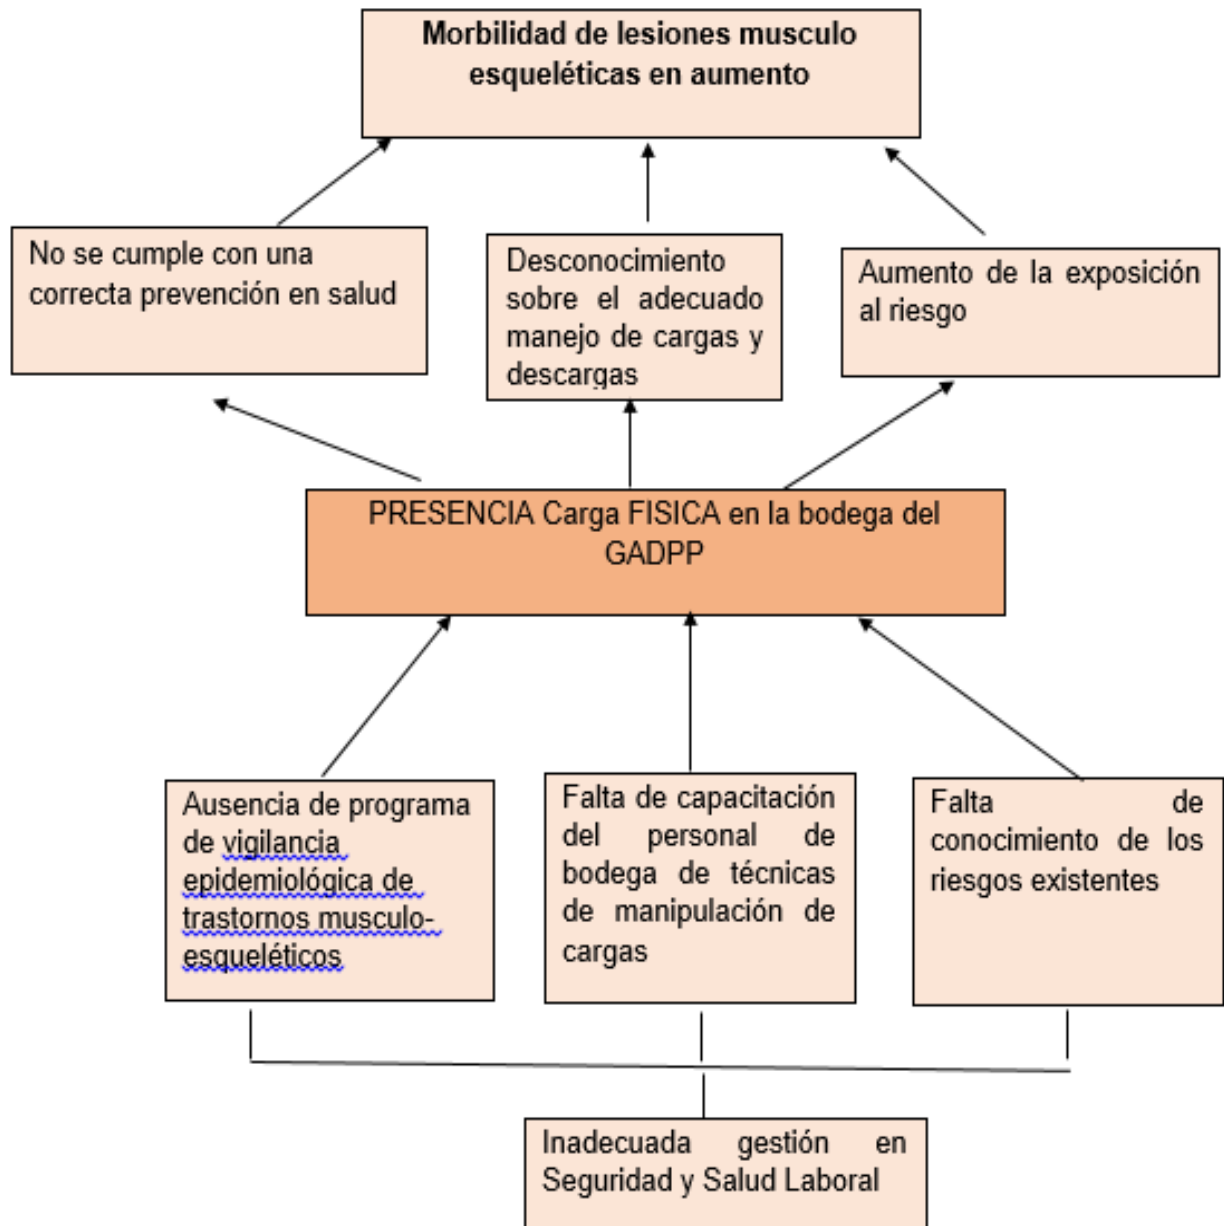 Morbilidad de lesiones musculo
esqueléticas en aumento
No se cumple con una
correcta prevención en salud
Desconocimiento
sobre el adecuado
manejo de cargas y
descargas
Aumento de la exposición
al riesgo
PRESENCIA Carga FISICA en la bodega del
GADPP
Ausencia de programa
de vigilancia
epidemiológica de
trastornos musculo-
esqueléticos
Falta de capacitación
del personal de
bodega de técnicas
de manipulación de
cargas
Falta de
conocimiento de los
riesgos existentes
Inadecuada gestión en
Seguridad y Salud Laboral